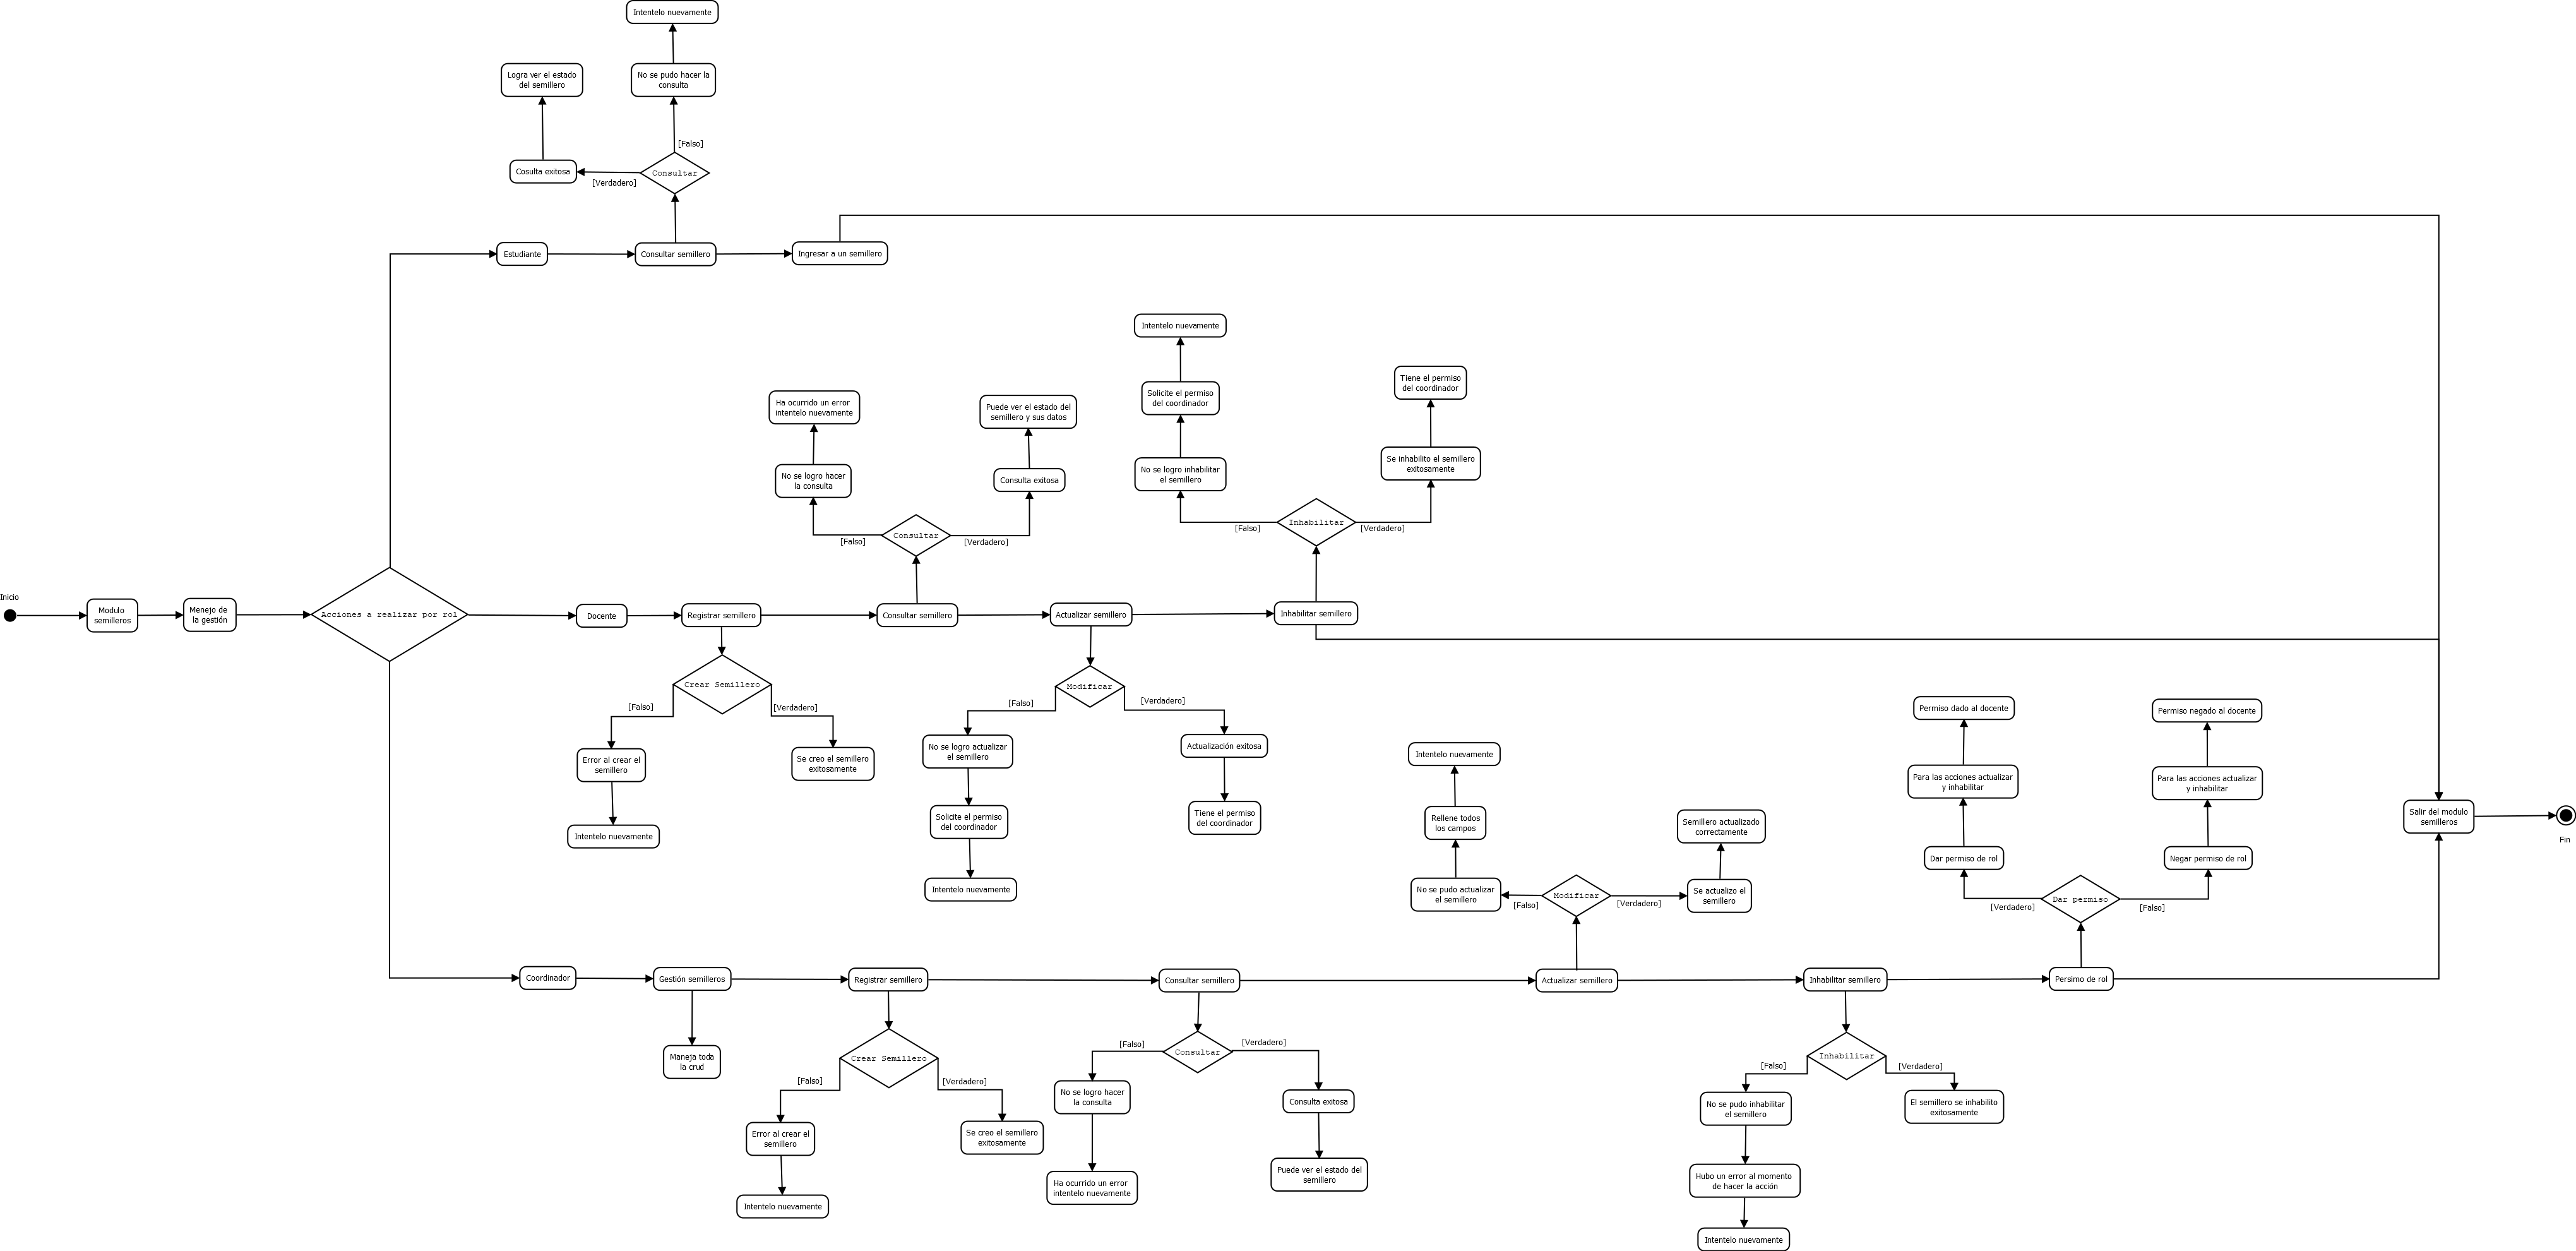 Intentelo nuevamente
Logra ver el estado
del semillero
No se pudo hacer la
consulta
[Falso]
Cosulta exitosa
[Verdadero]
Consultar
Estudiante
Consultar semillero
Ingresar a un semillero
Intentelo nuevamente
Solicite el permiso
del coordinador
No se logro inhabilitar
el semillero
Tiene el permiso
del coordinador
Se inhabilito el semillero
exitosamente
[Falso]
Inhabilitar
[Verdadero]
Ha ocurrido un error
intentelo nuevamente
No se logro hacer
la consulta
Puede ver el estado del
semillero y sus datos
Consulta exitosa
[Falso]
Consultar
[Verdadero]
Inicio
Modulo
semilleros
Menejo de
la gestión
Acciones a realizar por rol
Docente
Registrar semillero
Consultar semillero
Actualizar semillero
Inhabilitar semillero
Crear Semillero
[Falso]
[Verdadero]
Error al crear el
semillero
Se creo el semillero
exitosamente
Intentelo nuevamente
Modificar
[Falso]
[Verdadero]
No se logro actualizar
el semillero
Actualización exitosa
Solicite el permiso
del coordinador
Tiene el permiso
del coordinador
Intentelo nuevamente
Intentelo nuevamente
Rellene todos
los campos
No se pudo actualizar
el semillero
Semillero actualizado
correctamente
Se actualizo el
semillero
[Falso]
Modificar
[Verdadero]
Permiso dado al docente
Para las acciones actualizar
y inhabilitar
Dar permiso de rol
Permiso negado al docente
Para las acciones actualizar
y inhabilitar
Negar permiso de rol
[Verdadero]
Dar permiso
[Falso]
Salir del modulo
semilleros
Fin
Coordinador
Gestión semilleros
Registrar semillero
Consultar semillero
Actualizar semillero
Inhabilitar semillero
Persimo de rol
Maneja toda
la crud
Crear Semillero
[Falso]
[Verdadero]
Error al crear el
semillero
Se creo el semillero
exitosamente
Intentelo nuevamente
[Falso]
Consultar
[Verdadero]
No se logro hacer
la consulta
Consulta exitosa
Ha ocurrido un error
intentelo nuevamente
Puede ver el estado del
semillero
Inhabilitar
[Falso]
[Verdadero]
No se pudo inhabilitar
el semillero
El semillero se inhabilito
exitosamente
Hubo un error al momento
de hacer la acción
Intentelo nuevamente